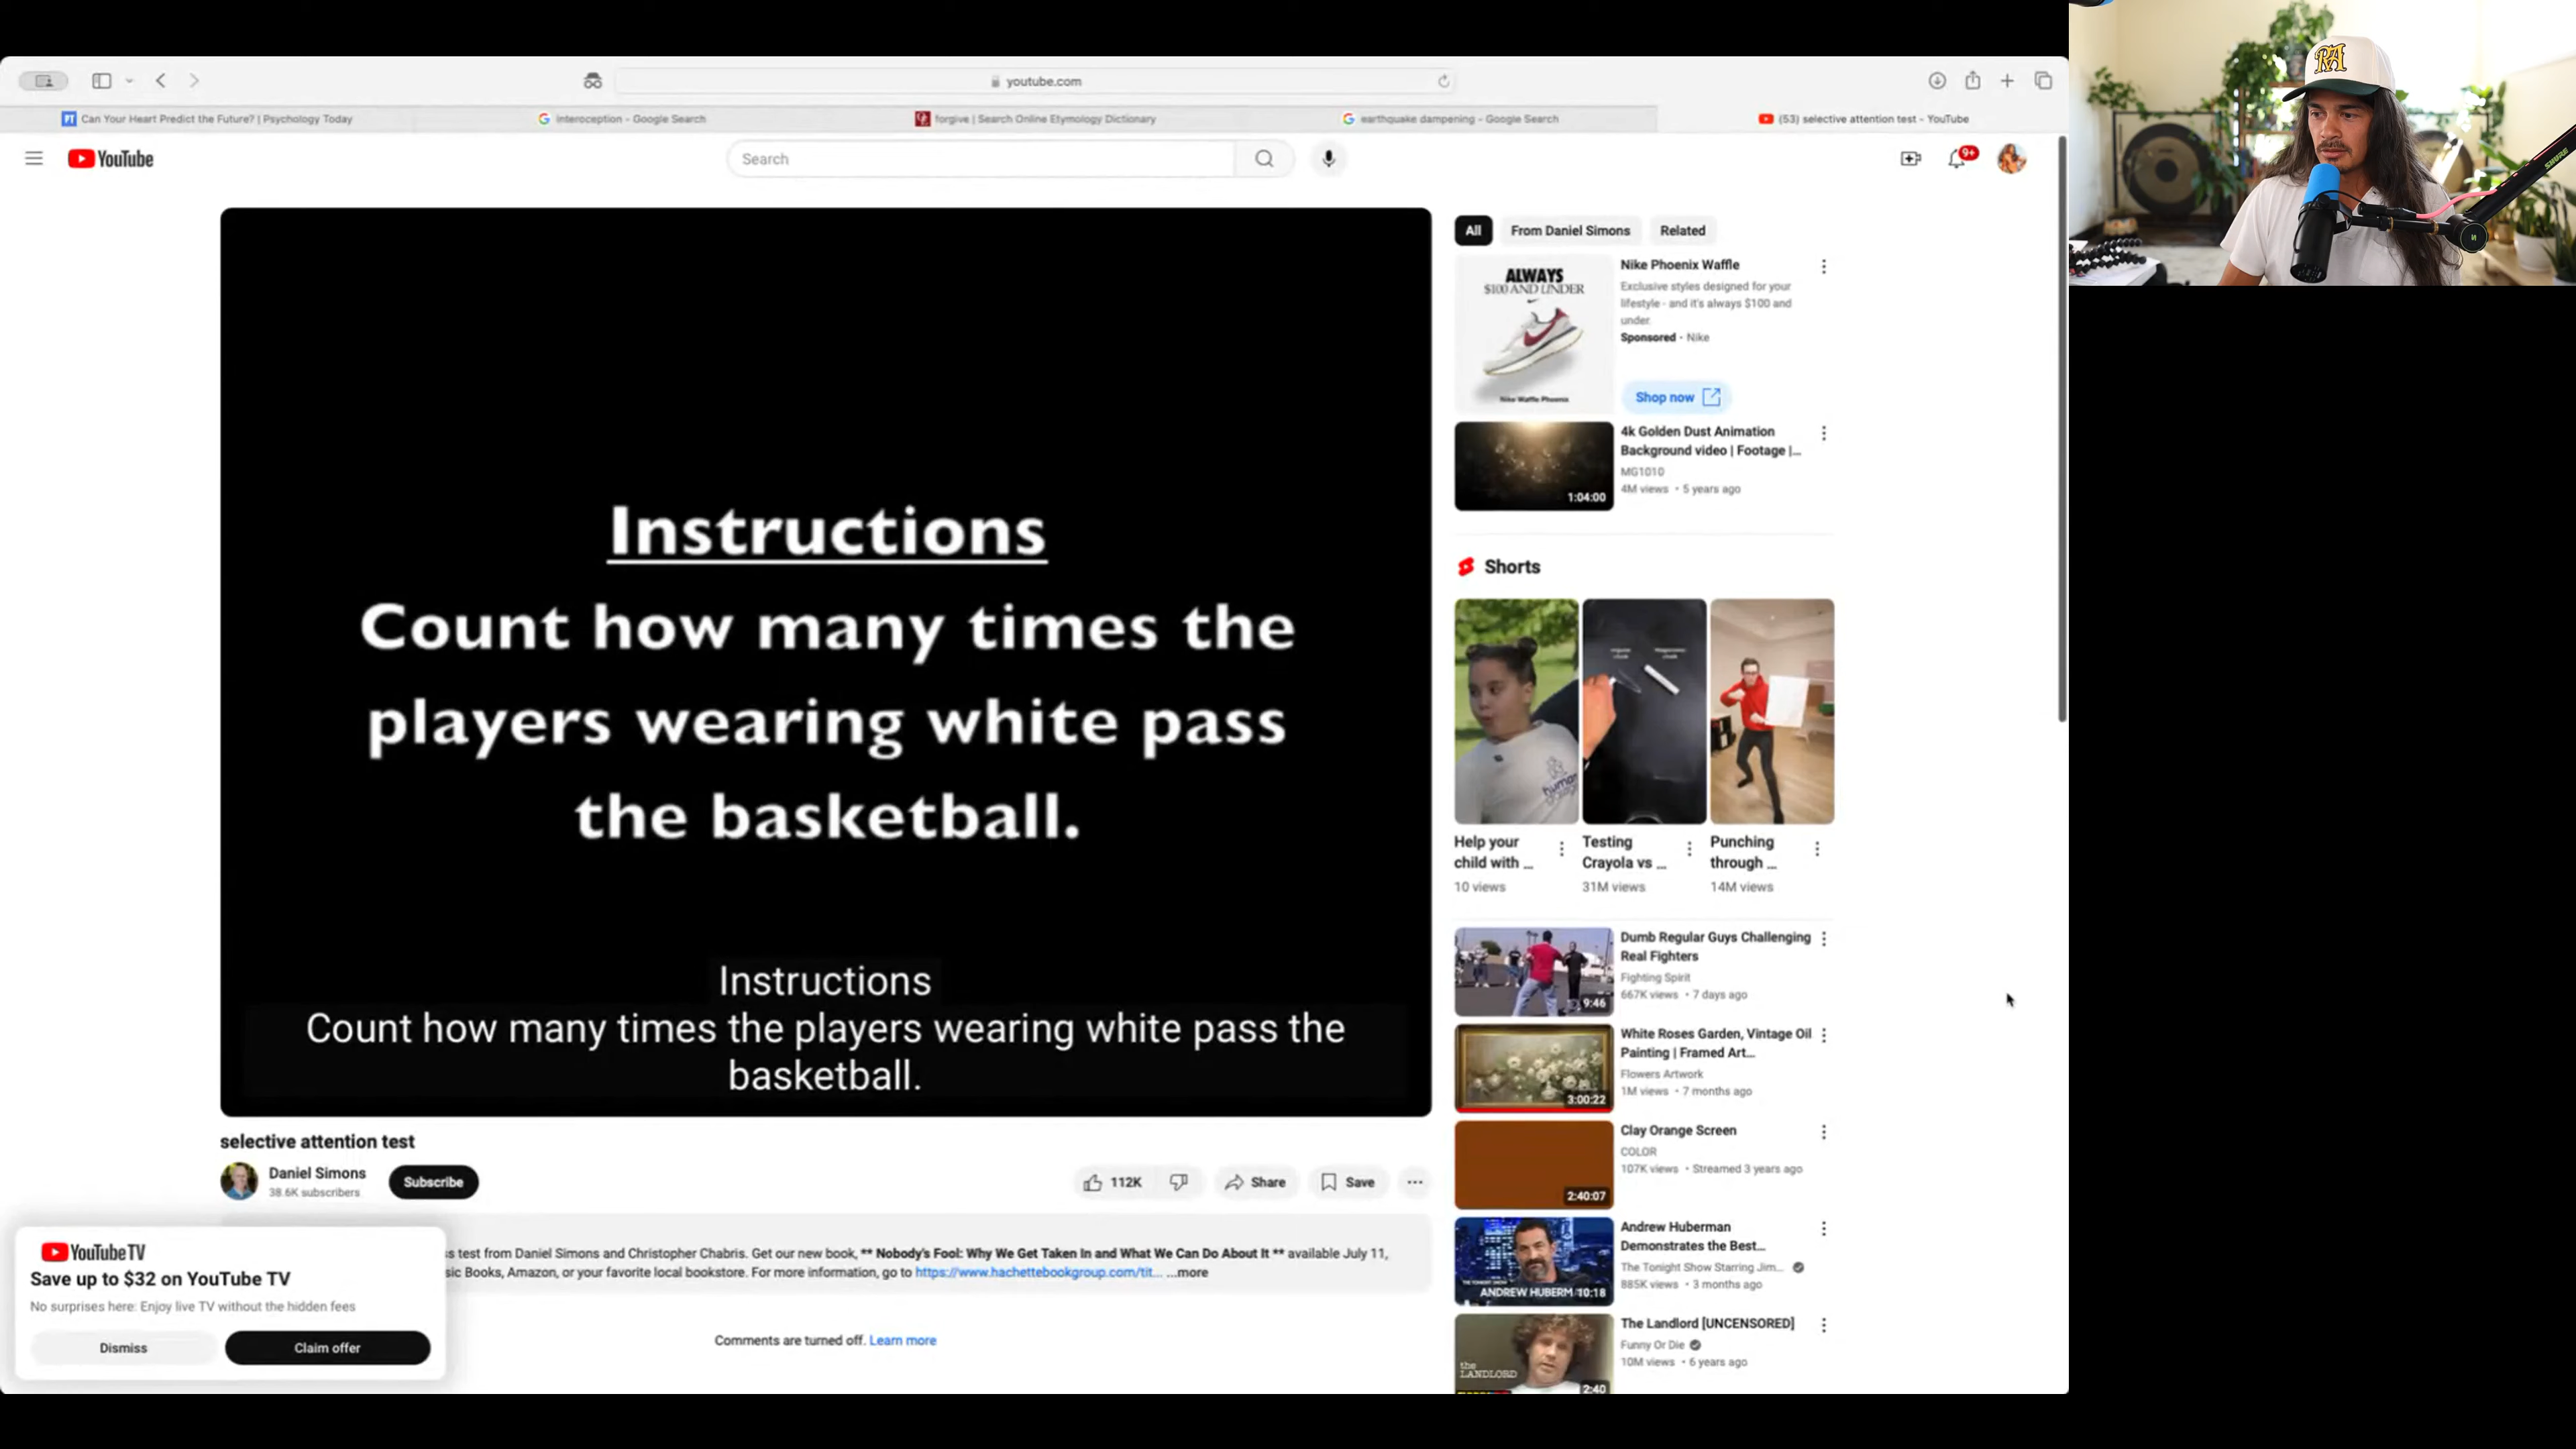 youtube.com
Can Your Heart Predict the Future? | Psychology Today
interoception - Google Search
forgive | Search Online Etymology Dictionary
earthquake dampening - Google Search
(53) selective attention test - YouTube
YouTube
Search
9+
RA
Instructions
Count how many times the
players wearing white pass
the basketball.
Instructions
Count how many times the players wearing white pass the
basketball.
selective attention test
Daniel Simons
38.6K subscribers
Subscribe
112K
Share
Save
s test from Daniel Simons and Christopher Chabris. Get our new book, ** Nobody's Fool: Why We Get Taken In and What We Can Do About It ** available July 11,
sic Books, Amazon, or your favorite local bookstore. For more information, go to https://www.hachettebookgroup.com/tit... ...more
YouTube TV
Save up to $32 on YouTube TV
No surprises here: Enjoy live TV without the hidden fees
Dismiss
Claim offer
Comments are turned off. Learn more
All
From Daniel Simons
Related
ALWAYS
$100 AND UNDER
Nike Waffle Phoenix
Nike Phoenix Waffle
Exclusive styles designed for your
lifestyle - and it's always $100 and
under.
Sponsored · Nike
Shop now
1:04:00
4k Golden Dust Animation
Background video | Footage |...
MG1010
4M views • 5 years ago
Shorts
Help your
child with ...
10 views
Testing
Crayola vs ...
31M views
Punching
through ...
14M views
9:46
Dumb Regular Guys Challenging
Real Fighters
Fighting Spirit
667K views • 7 days ago
3:00:22
White Roses Garden, Vintage Oil
Painting | Framed Art...
Flowers Artwork
1M views • 7 months ago
2:40:07
Clay Orange Screen
COLOR
107K views • Streamed 3 years ago
ANDREW HUBERM 10:18
Andrew Huberman
Demonstrates the Best...
The Tonight Show Starring Jim...
885K views • 3 months ago
the
LANDLORD
2:40
The Landlord [UNCENSORED]
Funny Or Die
10M views • 6 years ago